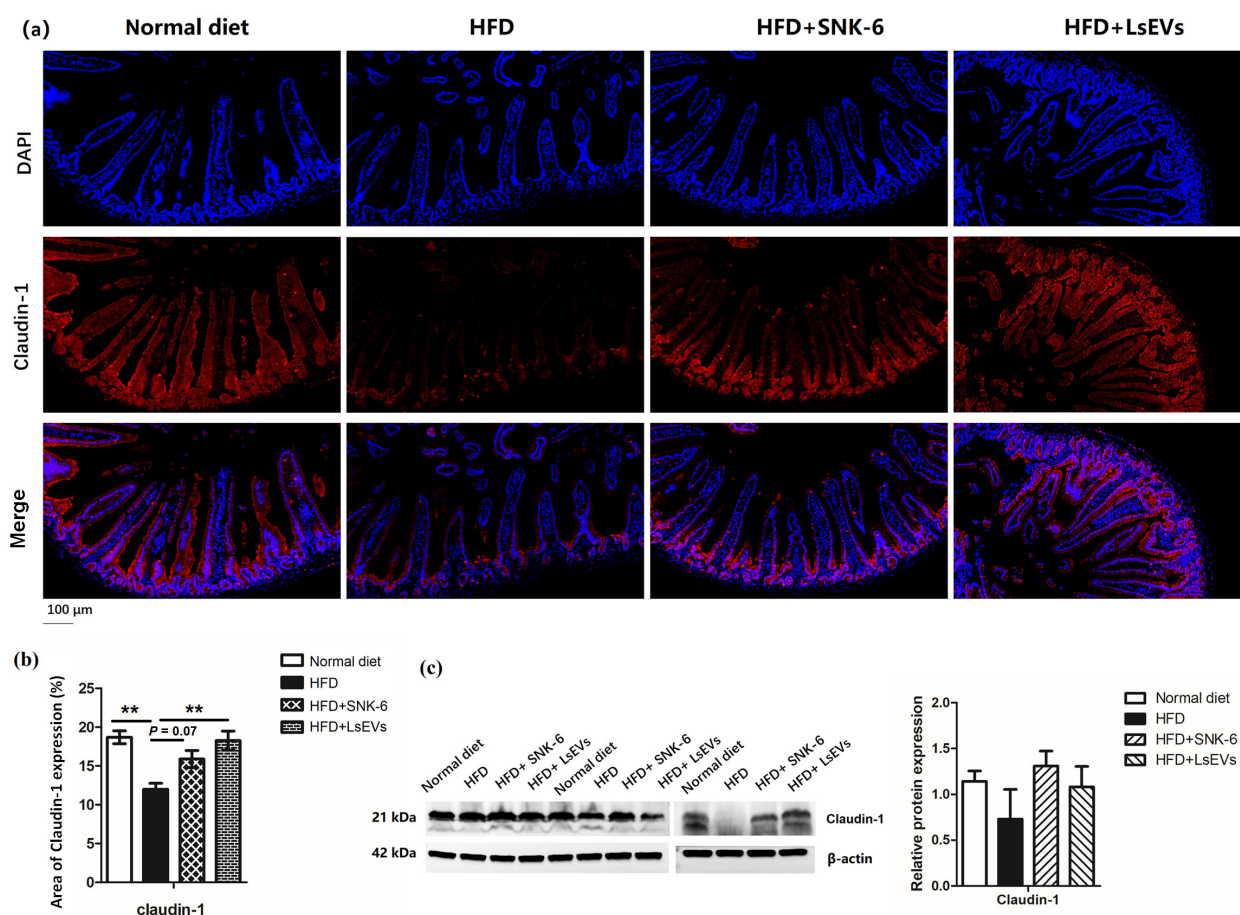 (a)
Normal diet
HFD
HFD+SNK-6
HFD+LsEVs
DAPI
Claudin-1
Merge
100 μm
(b)
Area of Claudin-1 expression (%)
25
20
15
10
5
0
**
**
P = 0.07
claudin-1
Normal diet
HFD
HFD+SNK-6
HFD+LsEVs
(c)
Normal diet
HFD
HFD+ SNK-6
HFD+ LsEVs
Normal diet
HFD
HFD+ SNK-6
HFD+ LsEVs
Normal diet
HFD
HFD+ SNK-6
HFD+ LsEVs
21 kDa
Claudin-1
42 kDa
β-actin
Relative protein expression
2.0
1.5
1.0
0.5
0.0
Claudin-1
Normal diet
HFD
HFD+SNK-6
HFD+LsEVs